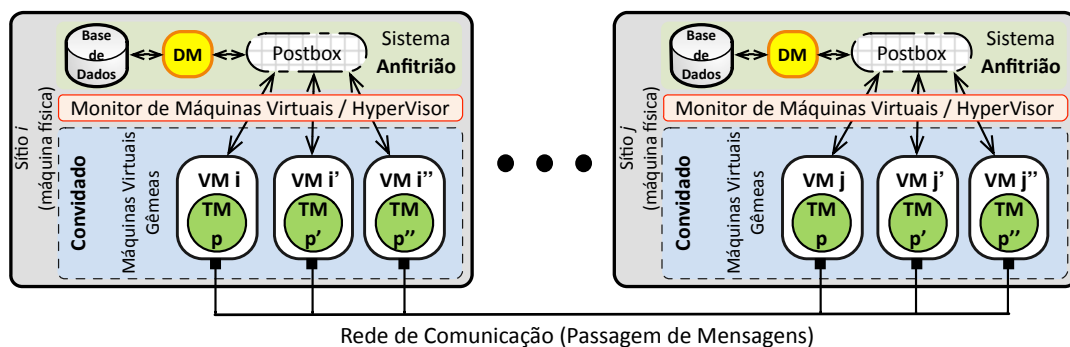 Sítio i
(máquina física)
Base
de
Dados
DM
Postbox
Sistema
Anfitrião
Monitor de Máquinas Virtuais / HyperVisor
Convidado
Máquinas Virtuais
Gêmeas
VM i
TM
p
VM i’
TM
p’
VM i’’
TM
p’’
Sítio j
(máquina física)
Base
de
Dados
DM
Postbox
Sistema
Anfitrião
Monitor de Máquinas Virtuais / HyperVisor
Convidado
Máquinas Virtuais
Gêmeas
VM j
TM
p
VM j’
TM
p’
VM j’’
TM
p’’
Rede de Comunicação (Passagem de Mensagens)